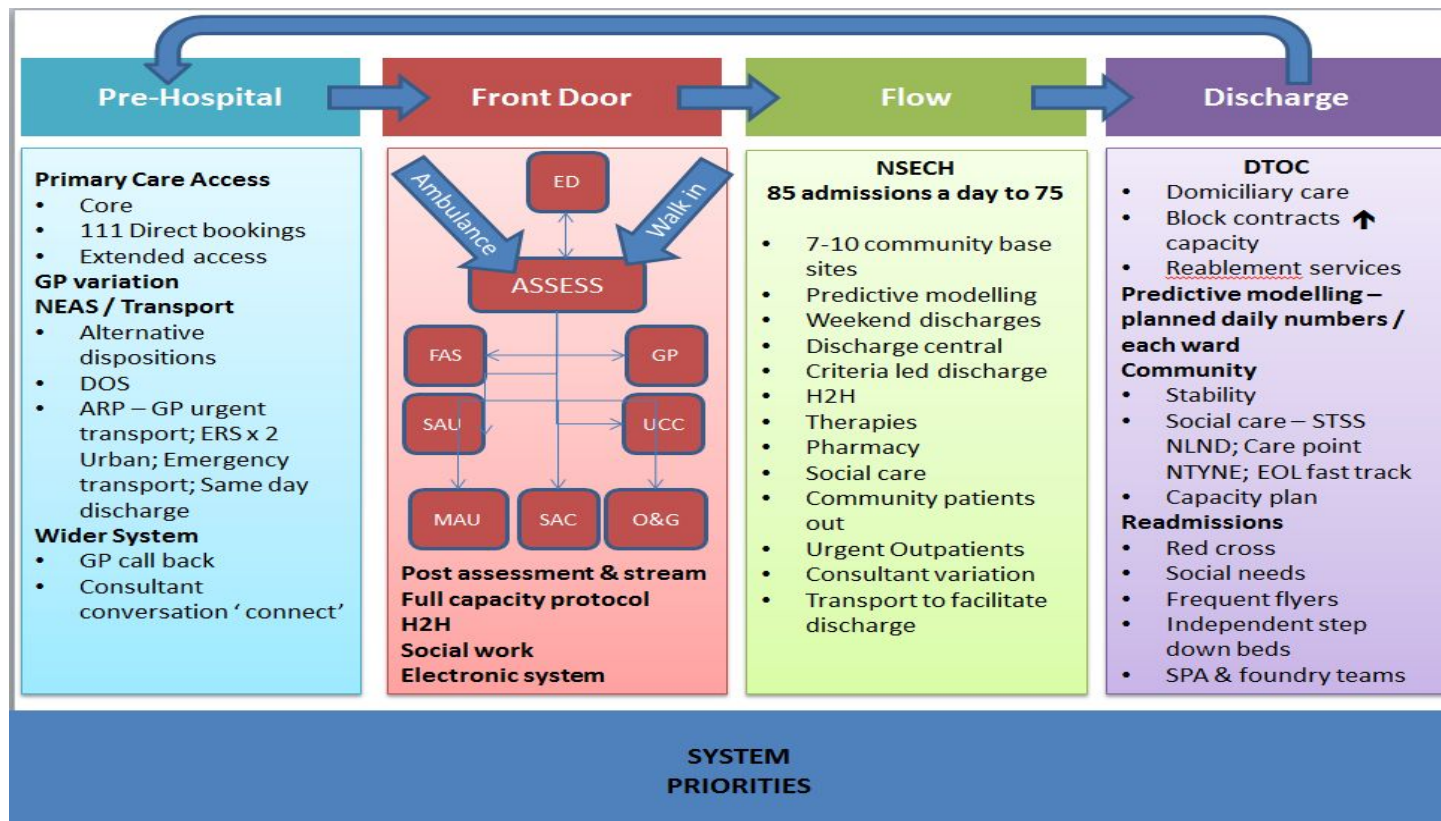 Pre-Hospital
Front Door
Flow
Discharge
Primary Care Access
• Core
• 111 Direct bookings
• Extended access
GP variation
NEAS / Transport
• Alternative
dispositions
• DOS
• ARP – GP urgent
transport; ERS x 2
Urban; Emergency
transport; Same day
discharge
Wider System
• GP call back
• Consultant
conversation ‘ connect’
Ambulance
ED
Walk in
ASSESS
FAS
GP
SAU
UCC
MAU
SAC
O&G
Post assessment & stream
Full capacity protocol
H2H
Social work
Electronic system
NSECH
85 admissions a day to 75
• 7-10 community base
sites
• Predictive modelling
• Weekend discharges
• Discharge central
• Criteria led discharge
• H2H
• Therapies
• Pharmacy
• Social care
• Community patients
out
• Urgent Outpatients
• Consultant variation
• Transport to facilitate
discharge
DTOC
• Domiciliary care
• Block contracts ↑
capacity
• Reablement services
Predictive modelling –
planned daily numbers /
each ward
Community
• Stability
• Social care – STSS
NLND; Care point
NTYNE; EOL fast track
• Capacity plan
Readmissions
• Red cross
• Social needs
• Frequent flyers
• Independent step
down beds
• SPA & foundry teams
SYSTEM
PRIORITIES